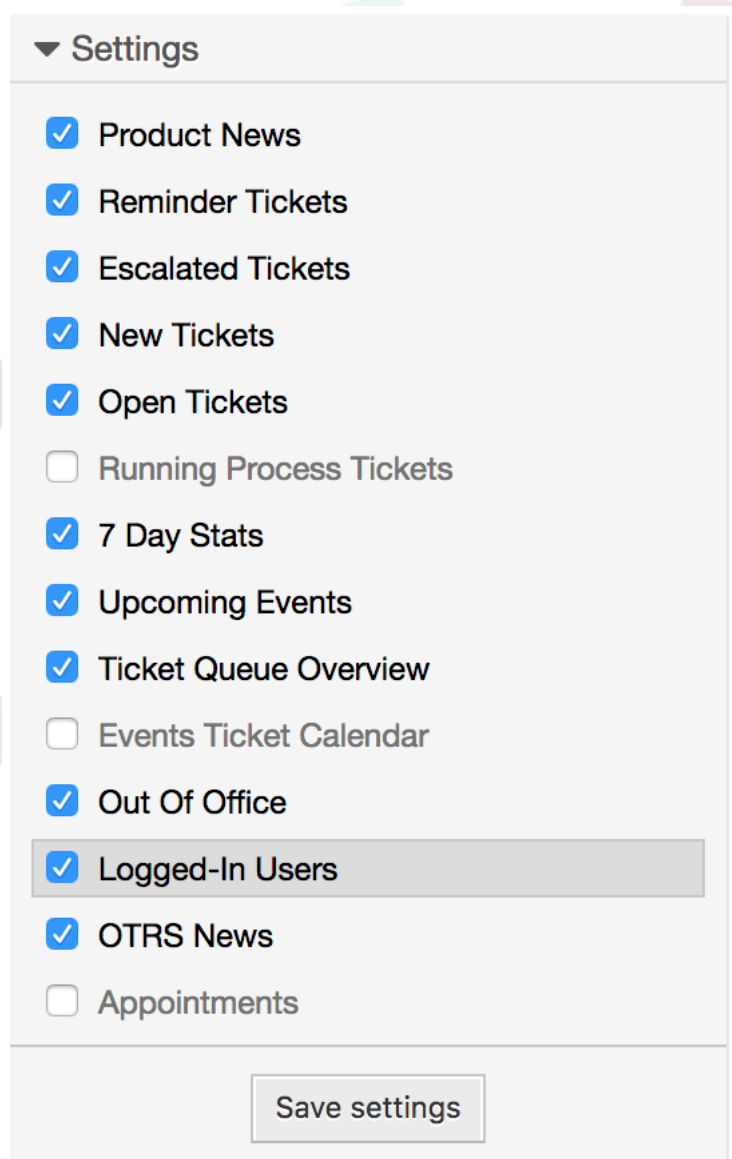 Settings
Product News
Reminder Tickets
Escalated Tickets
New Tickets
Open Tickets
Running Process Tickets
7 Day Stats
Upcoming Events
Ticket Queue Overview
Events Ticket Calendar
Out Of Office
Logged-In Users
OTRS News
Appointments
Save settings